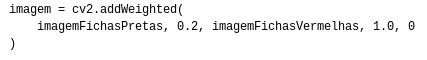 imagem = cv2.addWeighted(
    imagemFichasPretas, 0.2, imagemFichasVermelhas, 1.0, 0
)